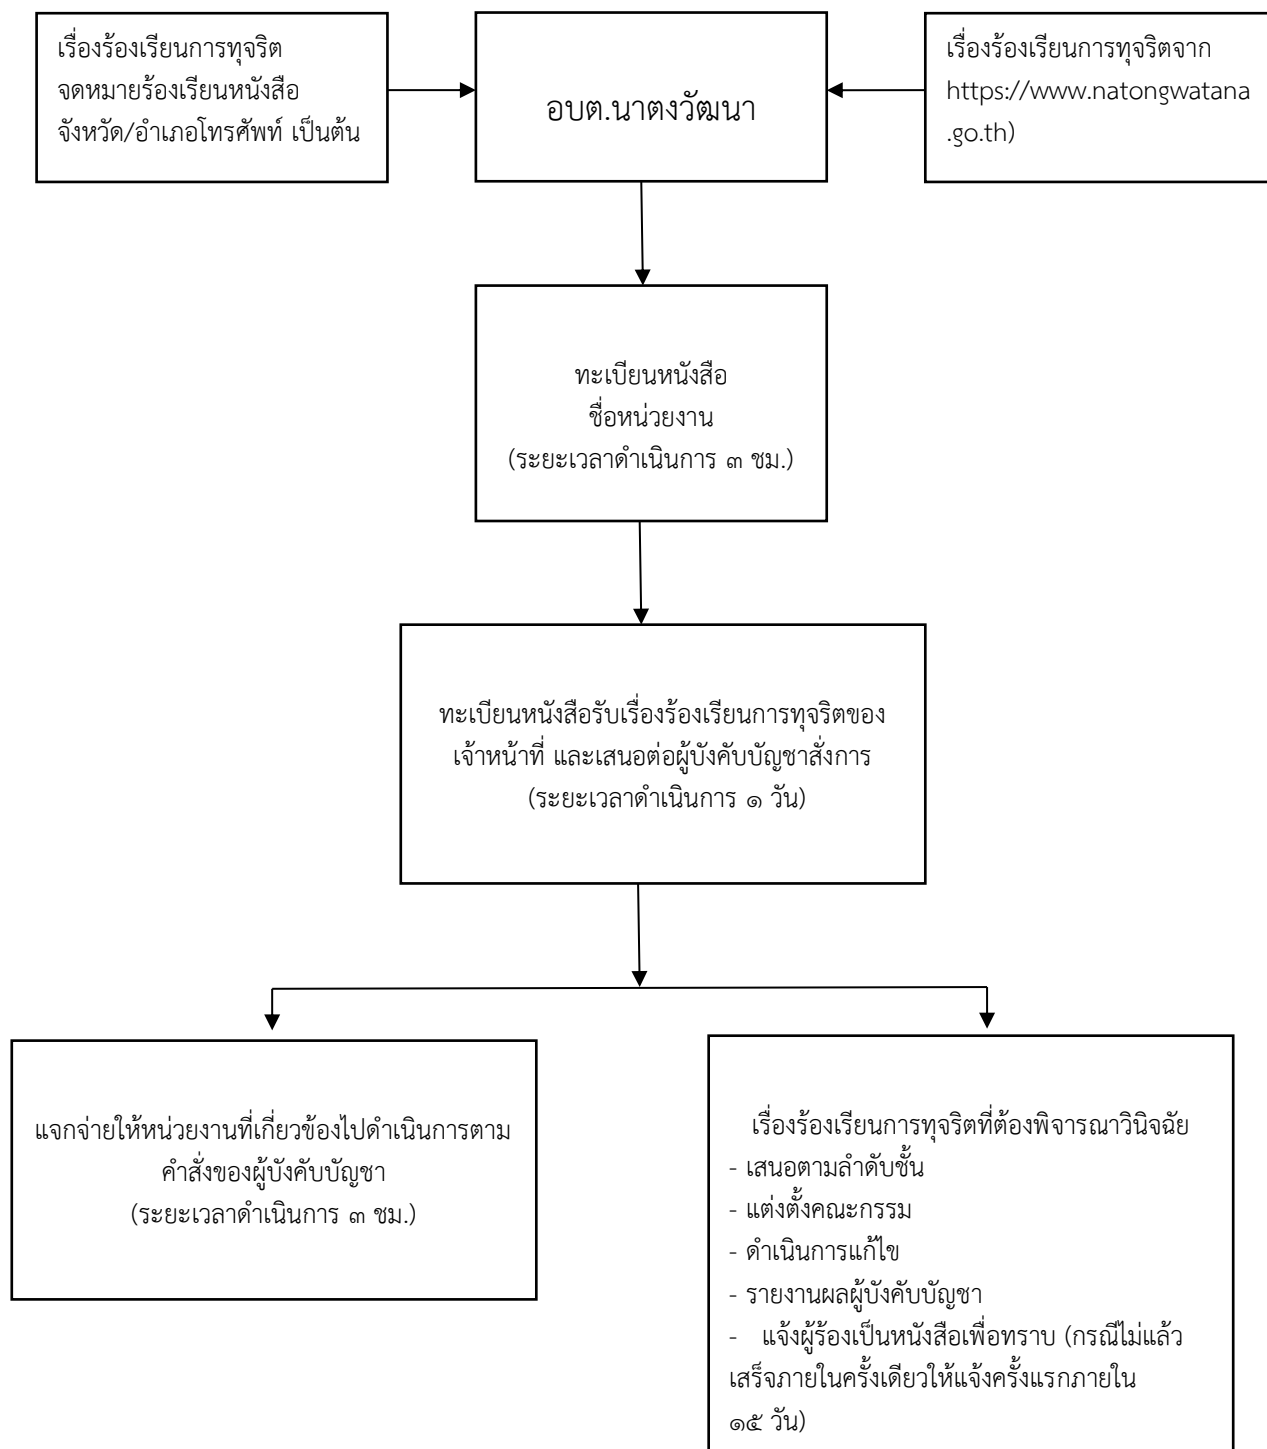 เรื่องร้องเรียนการทุจริต
จดหมายร้องเรียนหนังสือ
จังหวัด/อำเภอโทรศัพท์ เป็นต้น
อบต.นาตงวัฒนา
เรื่องร้องเรียนการทุจริตจาก
https://www.natongwatana
.go.th)
ทะเบียนหนังสือ
ชื่อหน่วยงาน
(ระยะเวลาดำเนินการ ๓ ชม.)
ทะเบียนหนังสือรับเรื่องร้องเรียนการทุจริตของ
เจ้าหน้าที่ และเสนอต่อผู้บังคับบัญชาสั่งการ
(ระยะเวลาดำเนินการ ๑ วัน)
แจกจ่ายให้หน่วยงานที่เกี่ยวข้องไปดำเนินการตาม
คำสั่งของผู้บังคับบัญชา
(ระยะเวลาดำเนินการ ๓ ชม.)
เรื่องร้องเรียนการทุจริตที่ต้องพิจารณาวินิจฉัย
- เสนอตามลำดับชั้น
- แต่งตั้งคณะกรรม
- ดำเนินการแก้ไข
- รายงานผลผู้บังคับบัญชา
- แจ้งผู้ร้องเป็นหนังสือเพื่อทราบ (กรณีไม่แล้ว
เสร็จภายในครั้งเดียวให้แจ้งครั้งแรกภายใน
๑๕ วัน)